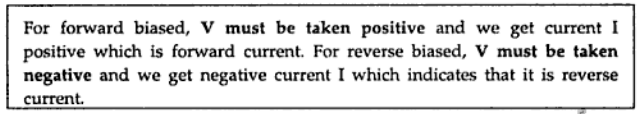 For forward biased, V must be taken positive and we get current I
positive which is forward current. For reverse biased, V must be taken
negative and we get negative current I which indicates that it is reverse
current.